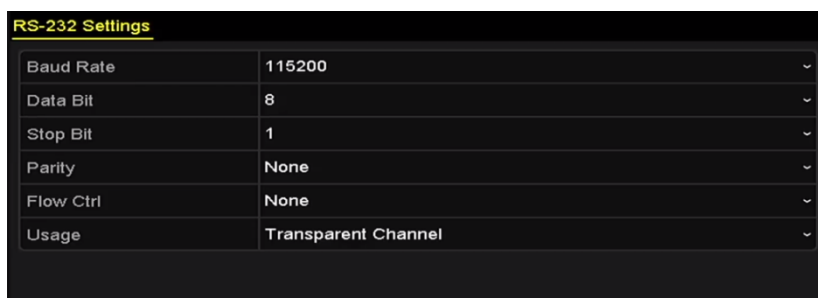 RS-232 Settings
Baud Rate 115200
Data Bit 8
Stop Bit 1
Parity None
Flow Ctrl None
Usage Transparent Channel